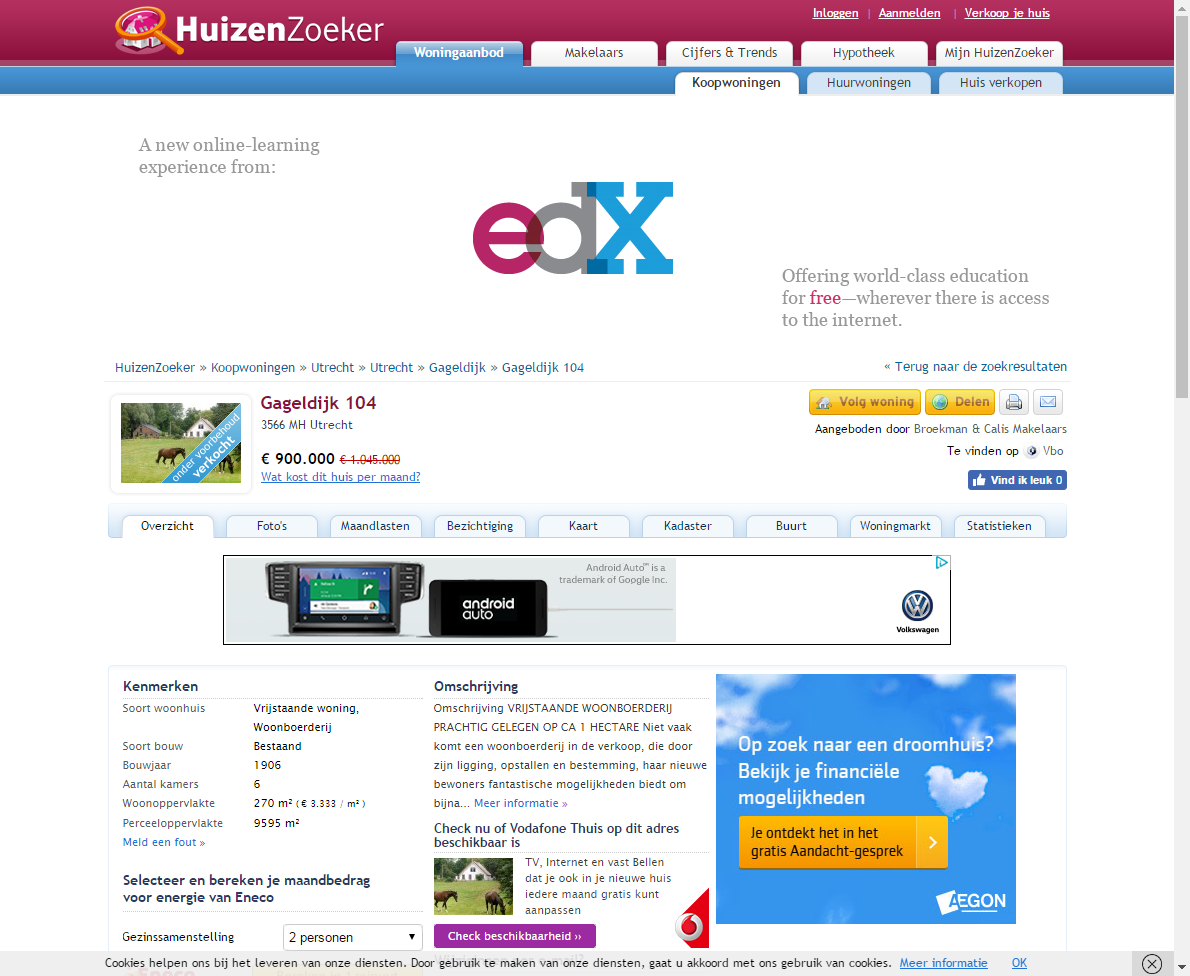 HuizenZoeker
Inloggen | Aanmelden | Verkoop je huis
Woningaanbod Makelaars Cijfers & Trends Hypotheek Mijn HuizenZoeker
Koopwoningen Huurwoningen Huis verkopen
A new online-learning
experience from:
edX
Offering world-class education
for free—wherever there is access
to the internet.
HuizenZoeker » Koopwoningen » Utrecht » Utrecht » Gageldijk » Gageldijk 104
« Terug naar de zoekresultaten
onder voorbehoud
verkocht
Gageldijk 104
3566 MH Utrecht
€ 900.000 € 1.045.000
Wat kost dit huis per maand?
Volg woning Delen
Aangeboden door Broekman & Calis Makelaars
Te vinden op Vbo
Vind ik leuk 0
Overzicht Foto's Maandlasten Bezichtiging Kaart Kadaster Buurt Woningmarkt Statistieken
Android Auto™ is a
trademark of Google Inc.
android
auto
Volkswagen
Kenmerken
Soort woonhuis Vrijstaande woning,
Woonboerderij
Soort bouw Bestaand
Bouwjaar 1906
Aantal kamers 6
Woonoppervlakte 270 m² ( € 3.333 / m² )
Perceeloppervlakte 9595 m²
Meld een fout »
Selecteer en bereken je maandbedrag
voor energie van Eneco
Gezinssamenstelling 2 personen
Omschrijving
Omschrijving VRIJSTAANDE WOONBOERDERIJ
PRACHTIG GELEGEN OP CA 1 HECTARE Niet vaak
komt een woonboerderij in de verkoop, die door
zijn ligging, opstallen en bestemming, haar nieuwe
bewoners fantastische mogelijkheden biedt om
bijna... Meer informatie »
Check nu of Vodafone Thuis op dit adres
beschikbaar is
TV, Internet en vast Bellen
dat je ook in je nieuwe huis
iedere maand gratis kunt
aanpassen
Check beschikbaarheid ››
Op zoek naar een droomhuis?
Bekijk je financiële
mogelijkheden
Je ontdekt het in het
gratis Aandacht-gesprek
AEGON
Cookies helpen ons bij het leveren van onze diensten. Door gebruik te maken van onze diensten, gaat u akkoord met ons gebruik van cookies. Meer informatie OK